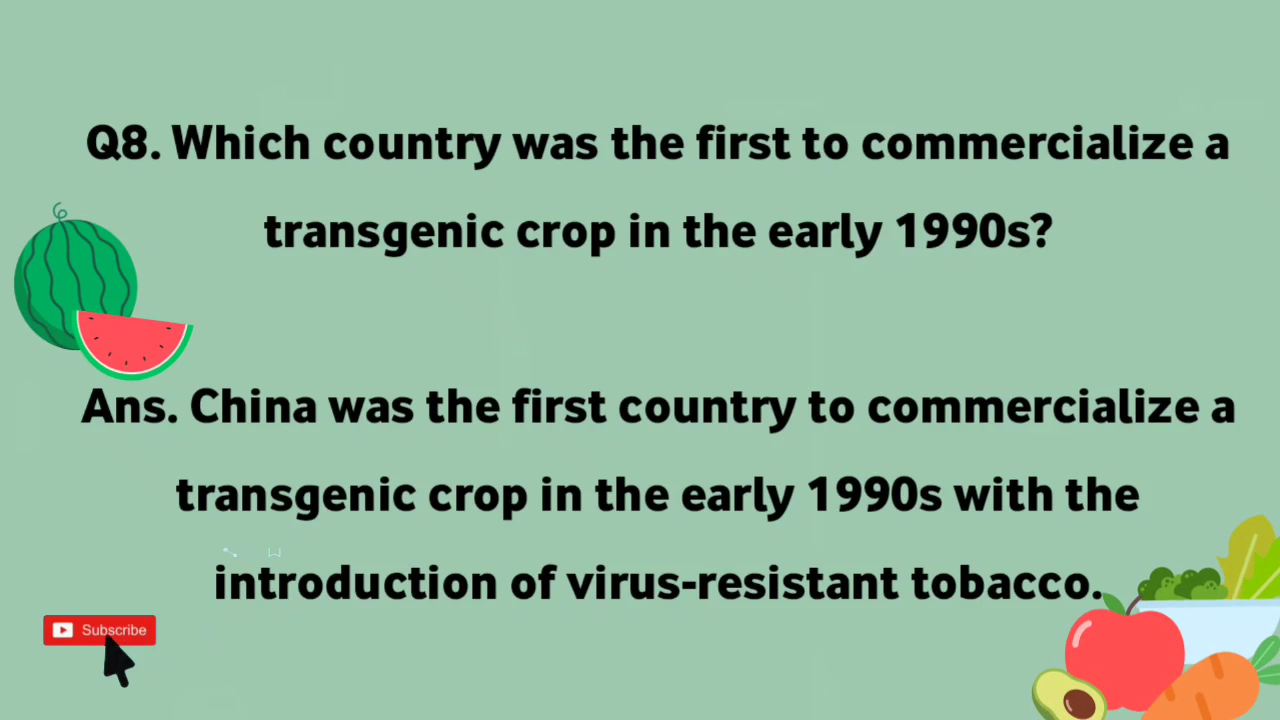 Q8. Which country was the first to commercialize a
transgenic crop in the early 1990s?
Ans. China was the first country to commercialize a
transgenic crop in the early 1990s with the
introduction of virus-resistant tobacco.
Subscribe